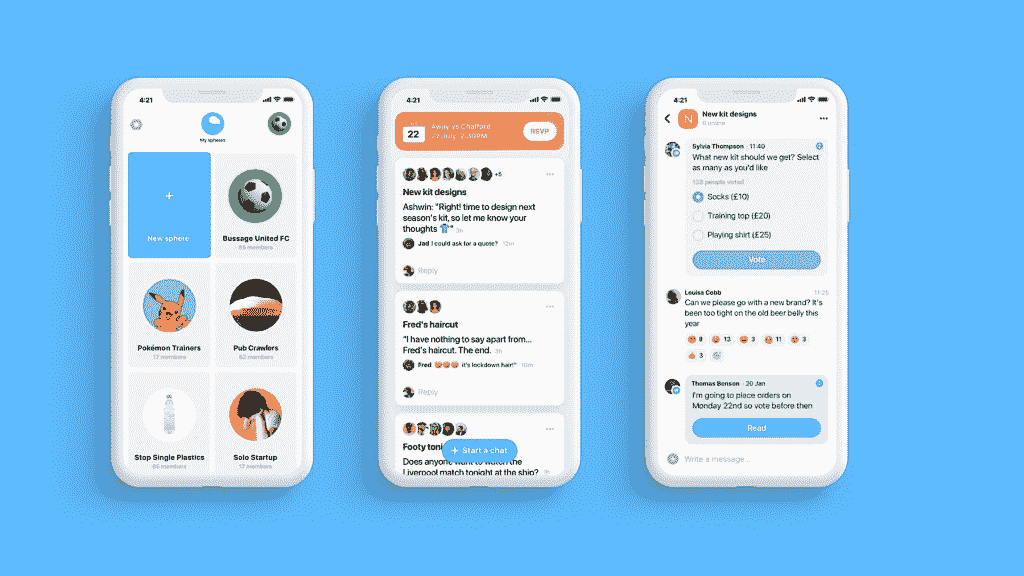 4:21
My spheres
+
New sphere
Bussage United FC
55 members
Pokémon Trainers
17 members
Pub Crawlers
62 members
Stop Single Plastics
65 members
Solo Startup
17 members
4:21
22
Away vs Chalford
22 July, 2.30PM
RSVP
+5
New kit designs
Ashwin: "Right! time to design next
season's kit, so let me know your
thoughts 👕" 3h
Jad I could ask for a quote? 12m
Reply
Fred's haircut
"I have nothing to say apart from...
Fred's haircut. The end. 3h
Fred it's lockdown hair!" 10m
Reply
Footy toni
Does anyone want to watch the
Liverpool match tonight at the ship? 3h
+ Start a chat
4:21
N
New kit designs
6 online
Sylvia Thompson · 11:40
What new kit should we get? Select
as many as you'd like
128 people voted
Socks (£10)
Training top (£20)
Playing shirt (£25)
Vote
Louisa Cobb 11:25
Can we please go with a new brand? It's
been too tight on the old beer belly this
year
8 13 3 11 3
3
Thomas Benson · 20 Jan
I'm going to place orders on
Monday 22nd so vote before then
Read
Write a message...